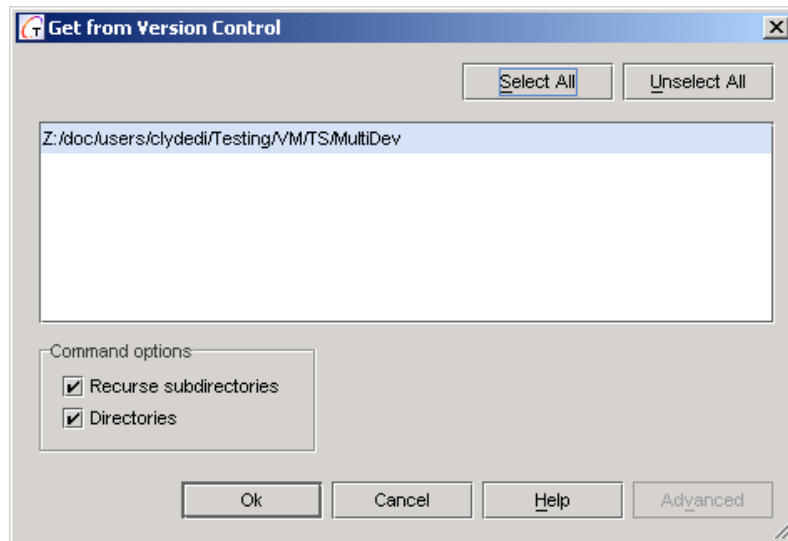 Get from Version Control
Select All
Unselect All
Z:/doc/users/clydedi/Testing/VM/TS/MultiDev
Command options
Recurse subdirectories
Directories
Ok
Cancel
Help
Advanced